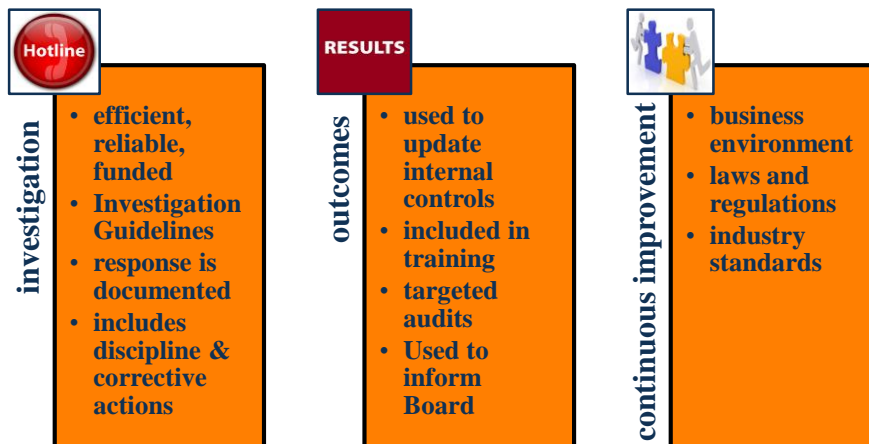 Hotline
investigation
• efficient,
reliable,
funded
• Investigation
Guidelines
• response is
documented
• includes
discipline &
corrective
actions
RESULTS
outcomes
• used to
update
internal
controls
• included in
training
• targeted
audits
• Used to
inform
Board
continuous improvement
• business
environment
• laws and
regulations
• industry
standards